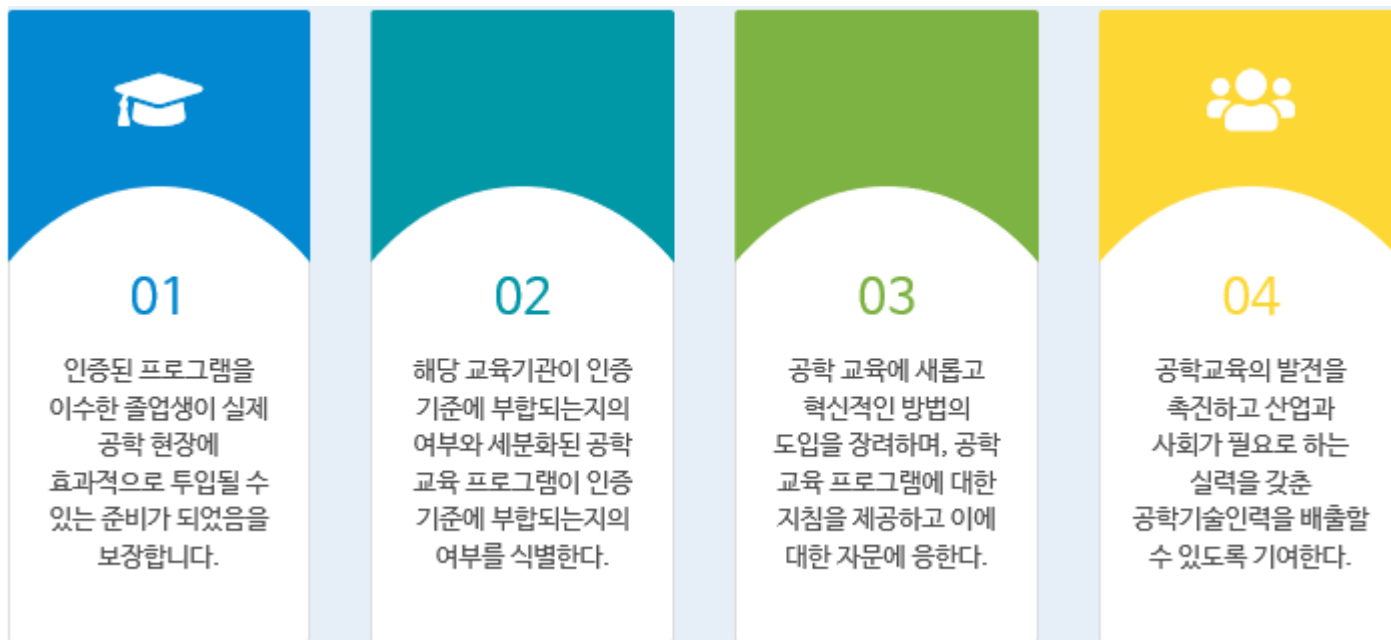 01
인증된 프로그램을
이수한 졸업생이 실제
공학 현장에
효과적으로 투입될 수
있는 준비가 되었음을
보장합니다.
02
해당 교육기관이 인증
기준에 부합되는지의
여부와 세분화된 공학
교육 프로그램이 인증
기준에 부합되는지의
여부를 식별한다.
03
공학 교육에 새롭고
혁신적인 방법의
도입을 장려하며, 공학
교육 프로그램에 대한
지침을 제공하고 이에
대한 자문에 응한다.
04
공학교육의 발전을
촉진하고 산업과
사회가 필요로 하는
실력을 갖춘
공학기술인력을 배출할
수 있도록 기여한다.